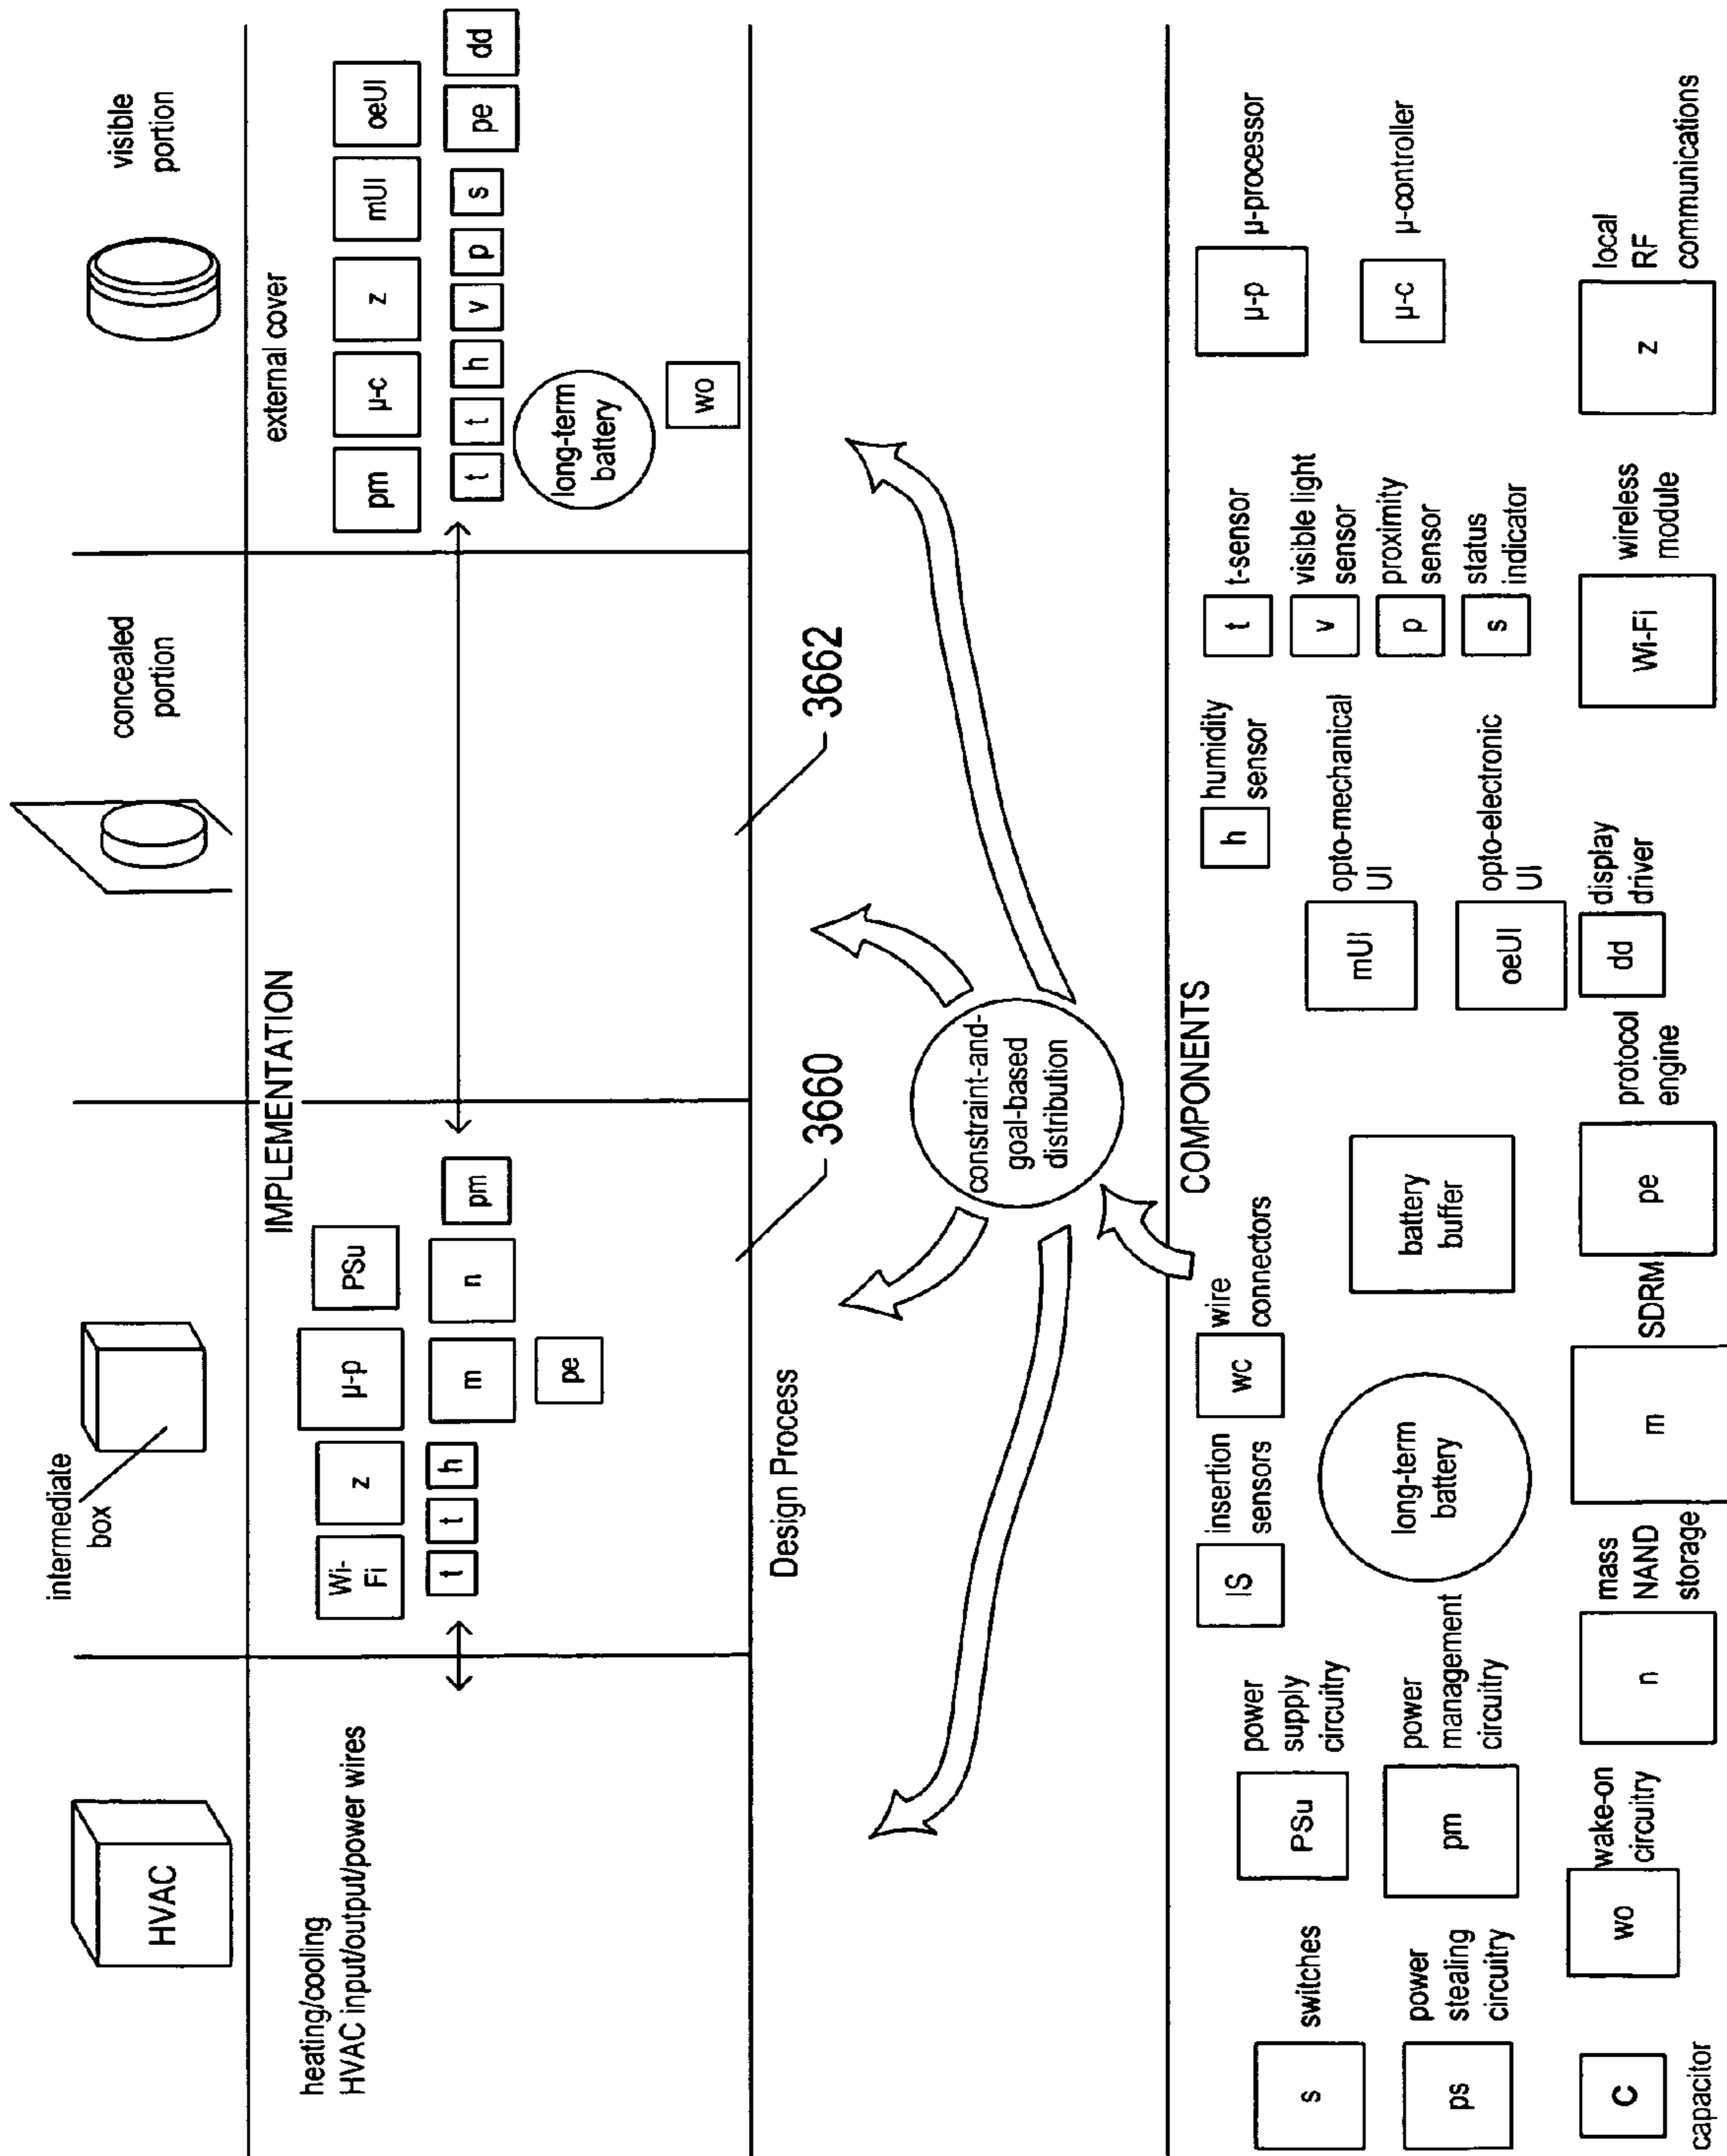 HVAC
intermediate
box
concealed
portion
visible
portion
IMPLEMENTATION
heating/cooling
HVAC input/output/power wires
Wi-
Fi
z
μ-p
PSu
t
t
h
m
n
pm
pe
external cover
pm
μ-c
z
mUI
oeUI
t
t
h
v
p
s
pe
dd
long-term
battery
wo
Design Process
3660
3662
constraint-and-
goal-based
distribution
COMPONENTS
s
switches
PSu
power
supply
circuitry
IS
insertion
sensors
wc
wire
connectors
h
humidity
sensor
t
t-sensor
v
visible light
sensor
p
proximity
sensor
s
status
indicator
μ-p
μ-processor
μ-c
μ-controller
ps
power
stealing
circuitry
pm
power
management
circuitry
long-term
battery
battery
buffer
mUI
opto-mechanical
UI
oeUI
opto-electronic
UI
C
capacitor
wo
wake-on
circuitry
n
mass
NAND
storage
m
SDRM
pe
protocol
engine
dd
display
driver
Wi-Fi
wireless
module
z
local
RF
communications